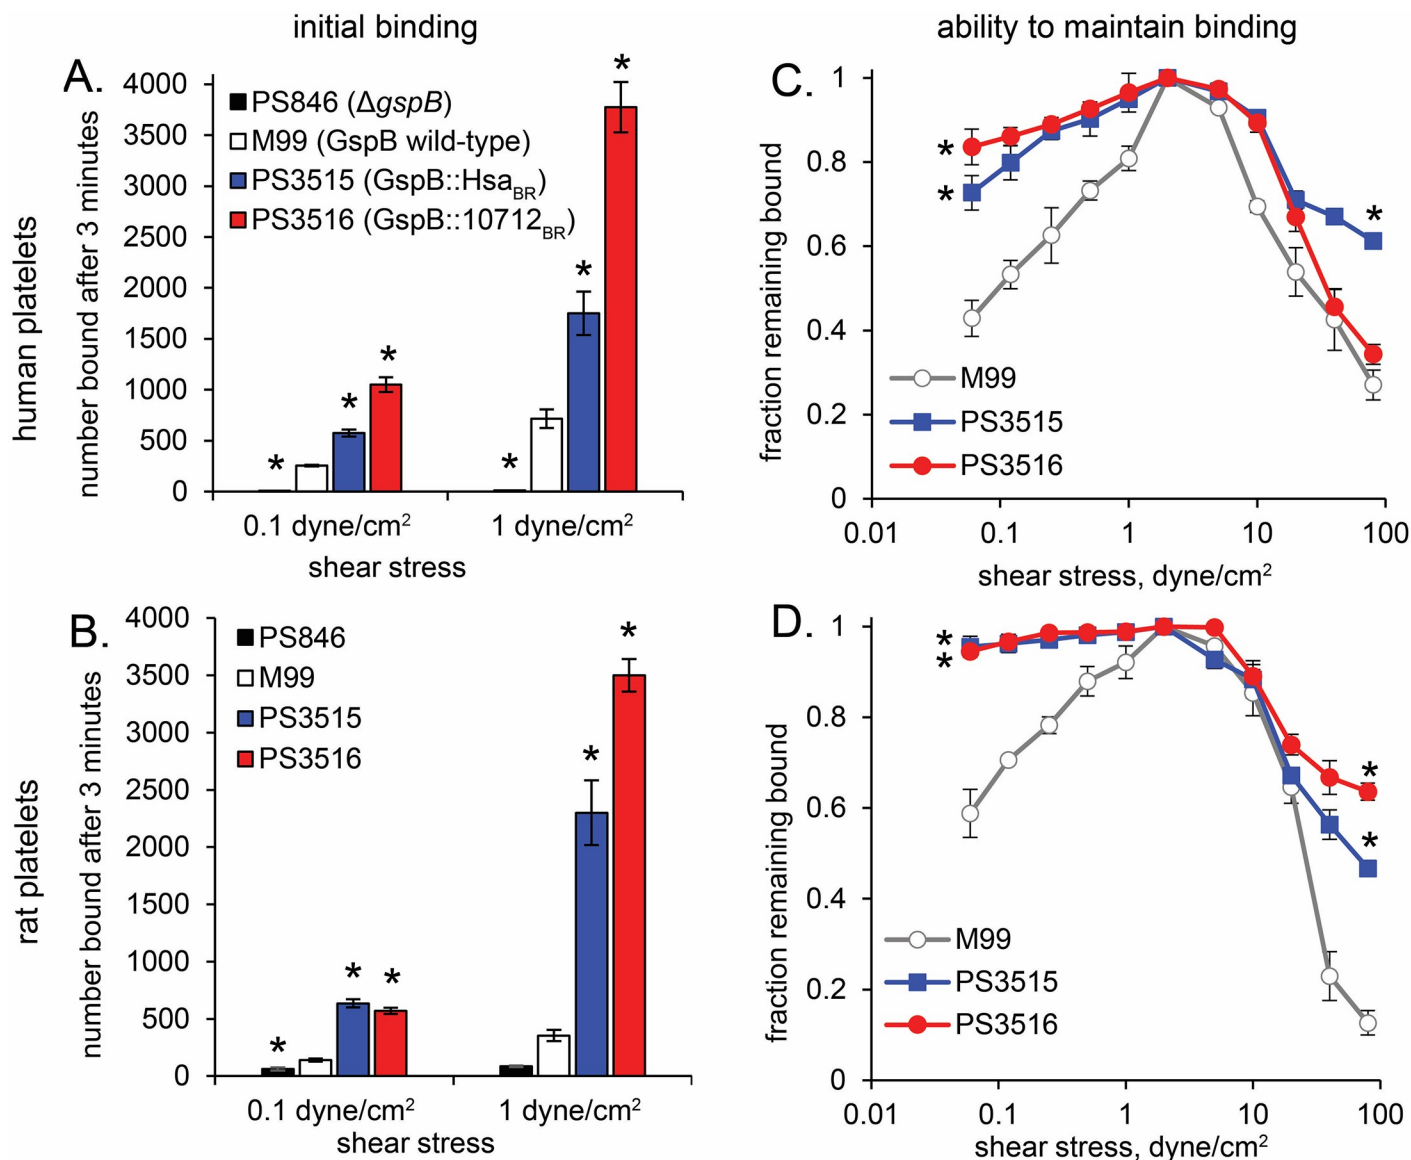 initial binding
ability to maintain binding
human platelets
rat platelets
A.
number bound after 3 minutes
4000
3500
3000
2500
2000
1500
1000
500
0
PS846 (ΔgspB)
M99 (GspB wild-type)
PS3515 (GspB::HsaBR)
PS3516 (GspB::10712BR)
*
*
*
*
*
*
0.1 dyne/cm²
1 dyne/cm²
shear stress
C.
fraction remaining bound
1
0.8
0.6
0.4
0.2
0
*
*
*
M99
PS3515
PS3516
0.01
0.1
1
10
100
shear stress, dyne/cm²
B.
number bound after 3 minutes
4000
3500
3000
2500
2000
1500
1000
500
0
PS846
M99
PS3515
PS3516
*
*
*
*
*
0.1 dyne/cm²
1 dyne/cm²
shear stress
D.
fraction remaining bound
1
0.8
0.6
0.4
0.2
0
*
*
*
*
M99
PS3515
PS3516
0.01
0.1
1
10
100
shear stress, dyne/cm²